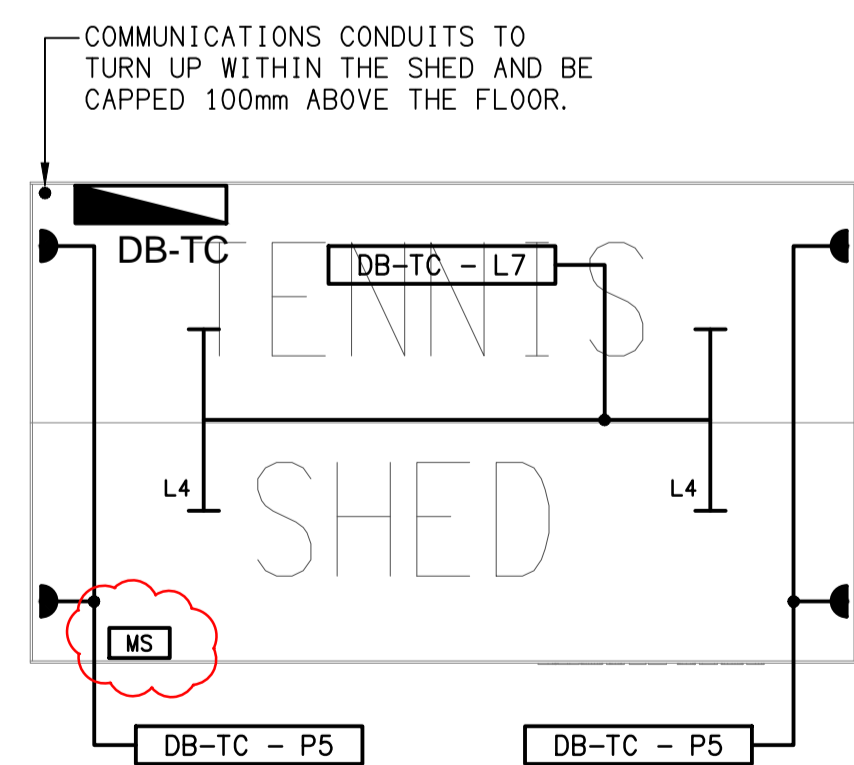 COMMUNICATIONS CONDUITS TO
TURN UP WITHIN THE SHED AND BE
CAPPED 100mm ABOVE THE FLOOR.
DB-TC
DB-TC - L7
TENNIS
L4
L4
SHED
MS
DB-TC - P5
DB-TC - P5